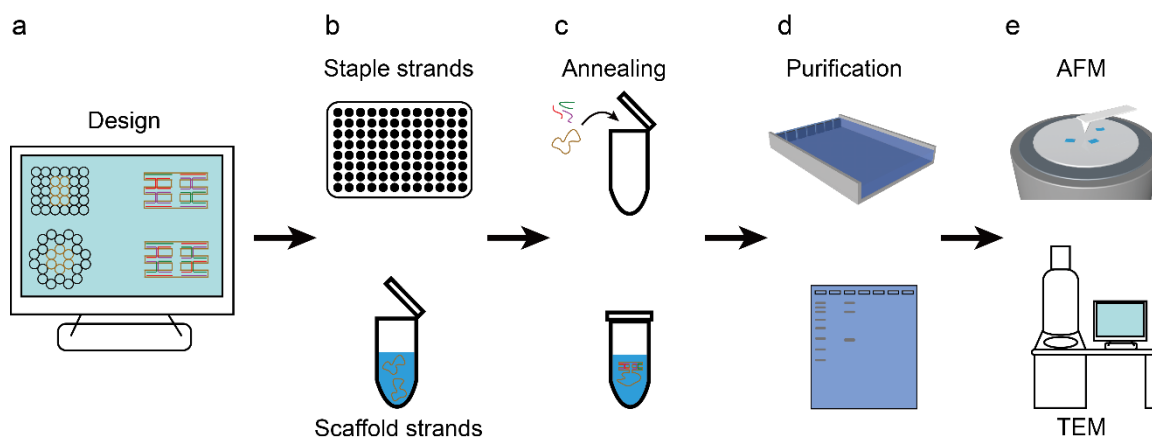 a
b
c
d
e
Design
Staple strands
Annealing
Purification
AFM
Scaffold strands
TEM